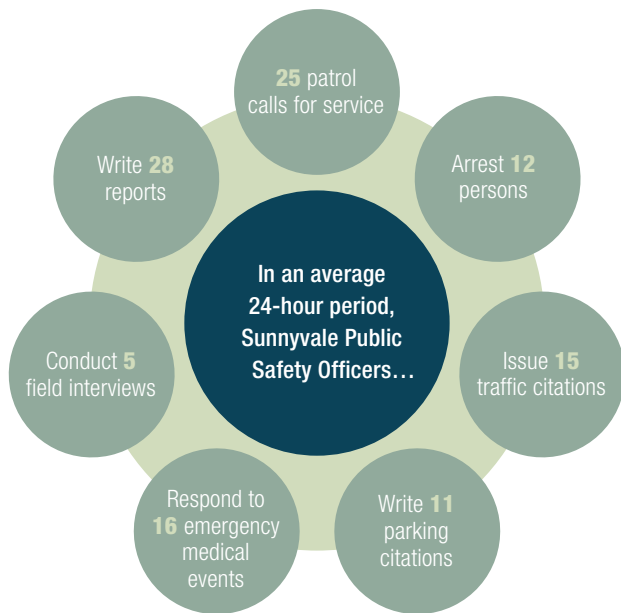 In an average
24-hour period,
Sunnyvale Public
Safety Officers…
25 patrol
calls for service
Arrest 12
persons
Issue 15
traffic citations
Write 11
parking
citations
Respond to
16 emergency
medical
events
Conduct 5
field interviews
Write 28
reports